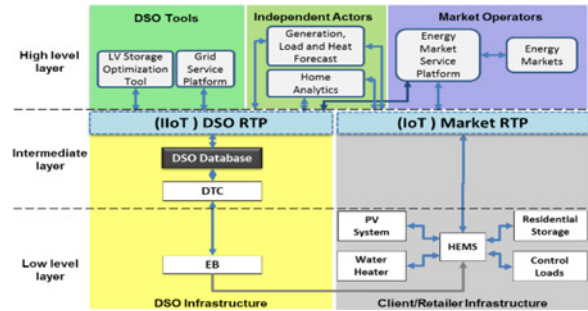 DSO Tools
Independent Actors
Market Operators
High level
layer
LV Storage
Optimization
Tool
Grid
Service
Platform
Generation,
Load and Heat
Forecast
Home
Analytics
Energy
Market
Service
Platform
Energy
Markets
(IIoT ) DSO RTP
(IoT ) Market RTP
Intermediate
layer
DSO Database
DTC
Low level
layer
EB
PV
System
Residential
Storage
HEMS
Water
Heater
Control
Loads
DSO Infrastructure
Client/Retailer Infrastructure